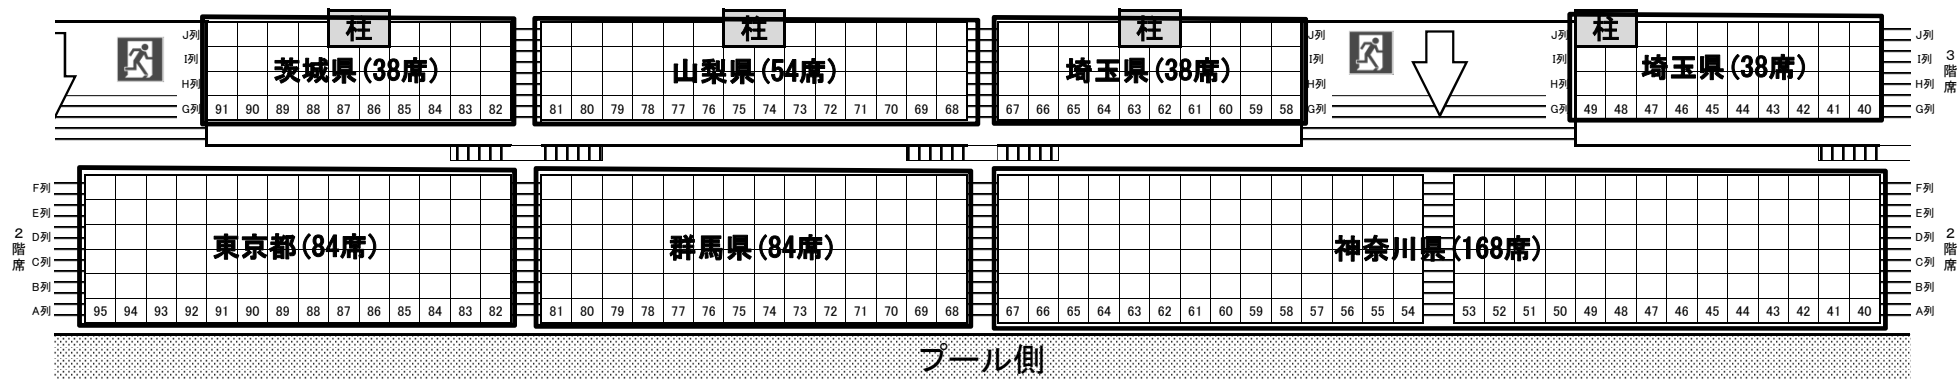 柱 柱 柱 柱
J列 J列 J列 J列
I列 I列 I列 I列
H列 H列 H列 H列
G列 G列 G列 G列
茨城県(38席) 山梨県(54席) 埼玉県(38席) 埼玉県(38席)
3階席
91 90 89 88 87 86 85 84 83 82 81 80 79 78 77 76 75 74 73 72 71 70 69 68 67 66 65 64 63 62 61 60 59 58 49 48 47 46 45 44 43 42 41 40
F列 F列
E列 E列
D列 D列
C列 C列
B列 B列
A列 A列
2階席 2階席
東京都(84席) 群馬県(84席) 神奈川県(168席)
95 94 93 92 91 90 89 88 87 86 85 84 83 82 81 80 79 78 77 76 75 74 73 72 71 70 69 68 67 66 65 64 63 62 61 60 59 58 57 56 55 54 53 52 51 50 49 48 47 46 45 44 43 42 41 40
プール側